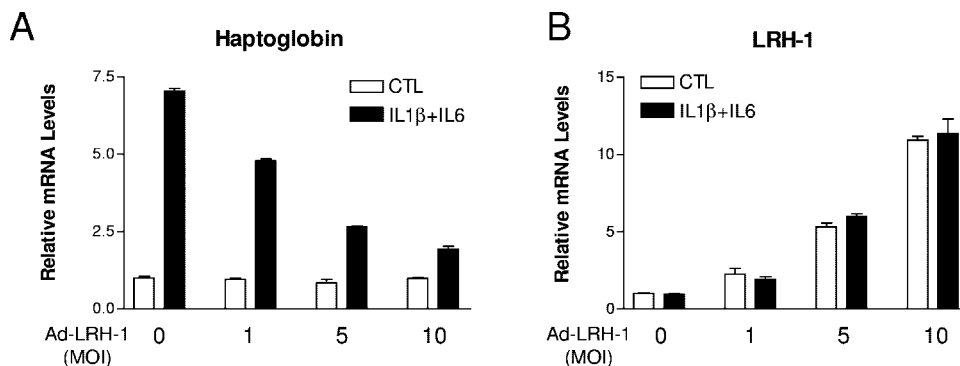 A
Haptoglobin
Relative mRNA Levels
7.5
5.0
2.5
0.0
CTL
IL1β+IL6
Ad-LRH-1
(MOI)
0 1 5 10
B
LRH-1
Relative mRNA Levels
15
10
5
0
CTL
IL1β+IL6
Ad-LRH-1
(MOI)
0 1 5 10